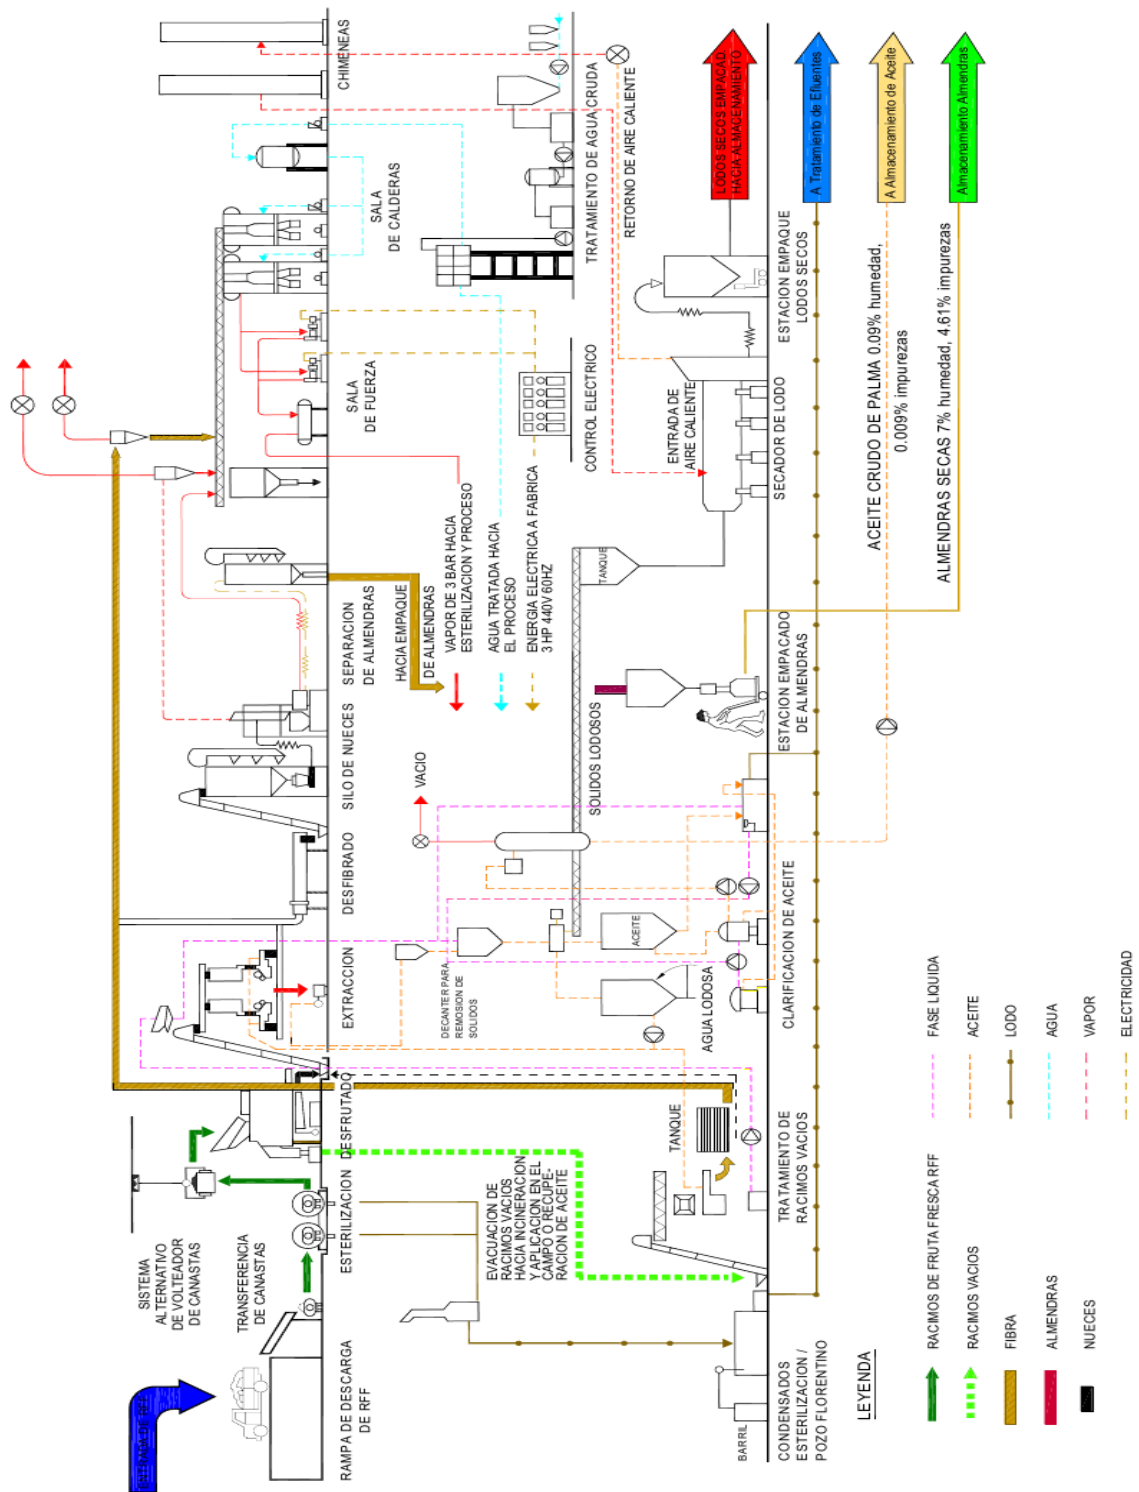 ENTRADA DE RFF
RAMPA DE DESCARGA
DE RFF
SISTEMA
ALTERNATIVO
DE VOLTEADOR
DE CANASTAS
TRANSFERENCIA
DE CANASTAS
ESTERILIZACION
DESFRUTADO
EXTRACCION
DESFIBRADO
SILO DE NUECES
SEPARACION
DE ALMENDRAS
HACIA EMPAQUE
DE ALMENDRAS
SALA
DE FUERZA
SALA
DE CALDERAS
CHIMENEAS
VAPOR DE 3 BAR HACIA
ESTERILIZACION Y PROCESO
AGUA TRATADA HACIA
EL PROCESO
ENERGIA ELECTRICA A FABRICA
3 HP 440V 60HZ
CONTROL ELECTRICO
TRATAMIENTO DE AGUA CRUDA
RETORNO DE AIRE CALIENTE
EVACUACION DE
RACIMOS VACIOS
HACIA INCINERACION
Y APLICACION EN EL
CAMPO O RECUPE-
RACION DE ACEITE
DECANTER PARA
REMOSION DE
SOLIDOS
VACIO
SOLIDOS LODOSOS
TANQUE
ENTRADA DE
AIRE CALIENTE
ACEITE
AGUA LODOSA
TANQUE
BARRIL
CONDENSADOS
ESTERILIZACION /
POZO FLORENTINO
TRATAMIENTO DE
RACIMOS VACIOS
CLARIFICACION DE ACEITE
ESTACION EMPACADO
DE ALMENDRAS
SECADOR DE LODO
ESTACION EMPAQUE
LODOS SECOS
LODOS SECOS EMPACAD.
HACIA ALMACENAMIENTO
A Tratamiento de Efluentes
A Almacenamiento de Aceite
Almacenamiento Almendras
ACEITE CRUDO DE PALMA 0.09% humedad,
0.009% impurezas
ALMENDRAS SECAS 7% humedad, 4.61% impurezas
LEYENDA
RACIMOS DE FRUTA FRESCA RFF
RACIMOS VACIOS
FIBRA
ALMENDRAS
NUECES
FASE LIQUIDA
ACEITE
LODO
AGUA
VAPOR
ELECTRICIDAD